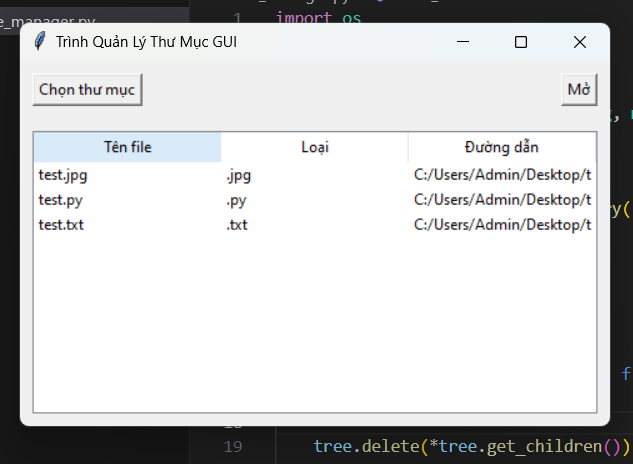 e_manager.py
1 import os
Trình Quản Lý Thư Mục GUI
Chọn thư mục Mở
Tên file Loại Đường dẫn
test.jpg .jpg C:/Users/Admin/Desktop/t
test.py .py C:/Users/Admin/Desktop/t
test.txt .txt C:/Users/Admin/Desktop/t
ry(
f
19 tree.delete(*tree.get_children())